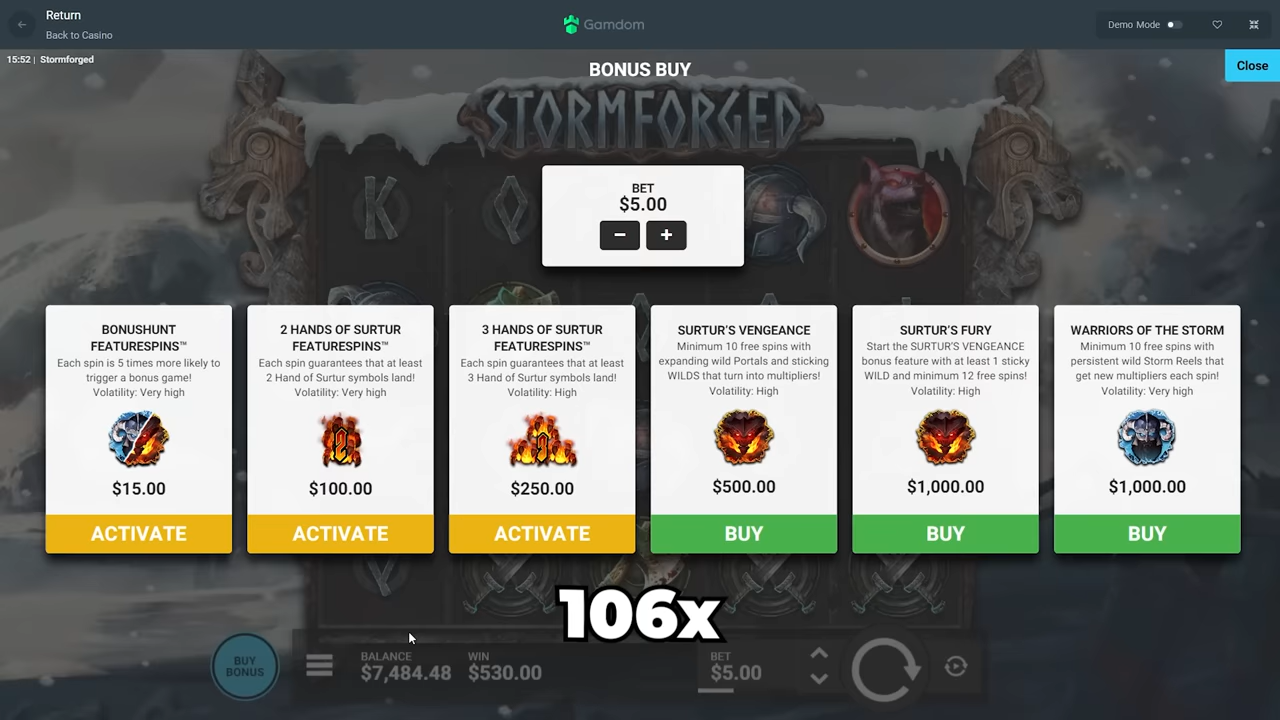 Return
Back to Casino
Gamdom
Demo Mode
15:52 | Stormforged
Close
BONUS BUY
STORMFORGED
BET
$5.00
− +
BONUSHUNT
FEATURESPINS™
Each spin is 5 times more likely to
trigger a bonus game!
Volatility: Very high
$15.00
ACTIVATE
2 HANDS OF SURTUR
FEATURESPINS™
Each spin guarantees that at least
2 Hand of Surtur symbols land!
Volatility: Very high
2
$100.00
ACTIVATE
3 HANDS OF SURTUR
FEATURESPINS™
Each spin guarantees that at least
3 Hand of Surtur symbols land!
Volatility: High
3
$250.00
ACTIVATE
SURTUR'S VENGEANCE
Minimum 10 free spins with
expanding wild Portals and sticking
WILDS that turn into multipliers!
Volatility: High
$500.00
BUY
SURTUR'S FURY
Start the SURTUR'S VENGEANCE
bonus feature with at least 1 sticky
WILD and minimum 12 free spins!
Volatility: High
$1,000.00
BUY
WARRIORS OF THE STORM
Minimum 10 free spins with
persistent wild Storm Reels that
get new multipliers each spin!
Volatility: Very high
$1,000.00
BUY
K
106x
BUY
BONUS
BALANCE
$7,484.48
WIN
$530.00
BET
$5.00